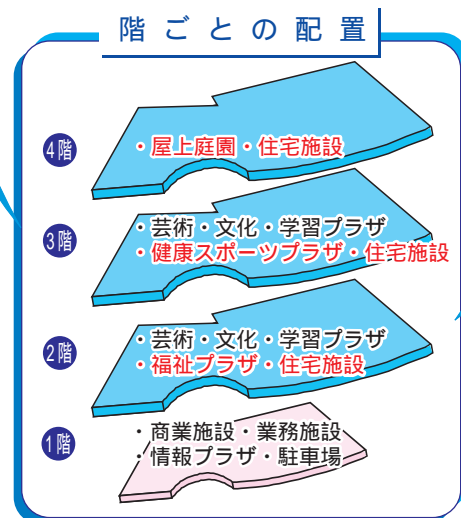 階ごとの配置
4階
・屋上庭園・住宅施設
3階
・芸術・文化・学習プラザ
・健康スポーツプラザ・住宅施設
2階
・芸術・文化・学習プラザ
・福祉プラザ・住宅施設
1階
・商業施設・業務施設
・情報プラザ・駐車場